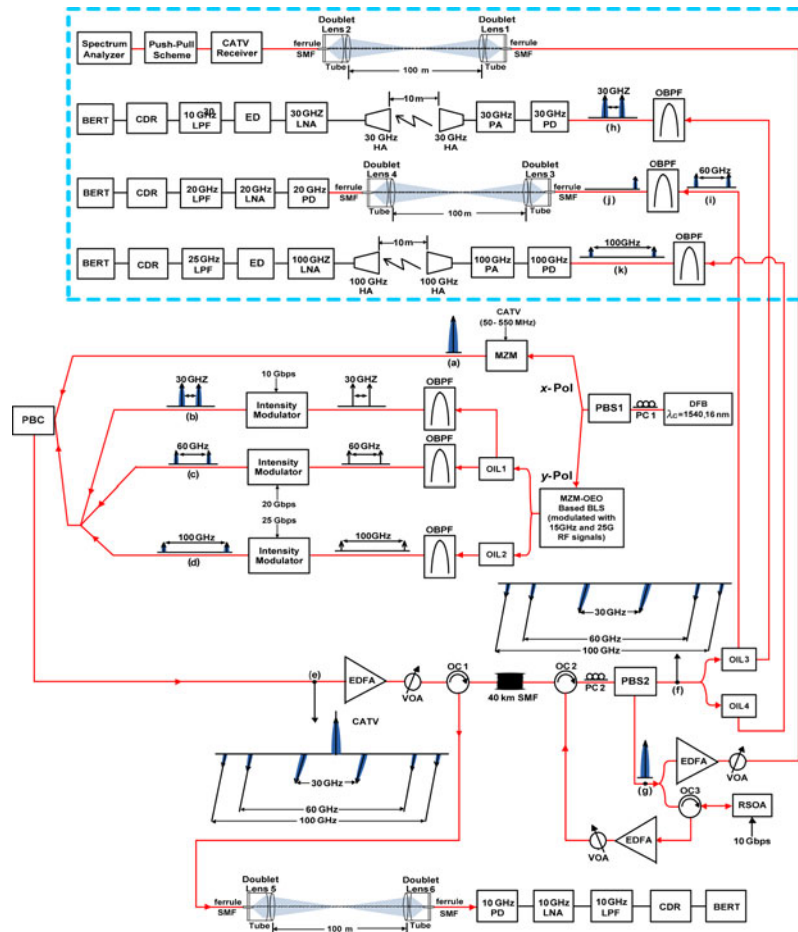 Doublet
Lens 2
Doublet
Lens 1
Spectrum
Analyzer
Push-Pull
Scheme
CATV
Receiver
ferrule
SMF
ferrule
SMF
Tube
Tube
100 m
BERT
CDR
10 GHz
30
LPF
ED
30 GHZ
LNA
10 m
30 GHz
HA
30 GHz
HA
30 GHz
PA
30 GHz
PD
30 GHZ
(h)
OBPF
BERT
CDR
20 GHz
LPF
20 GHz
LNA
20 GHz
PD
ferrule
SMF
Doublet
Lens 4
Doublet
Lens 3
Tube
Tube
100 m
ferrule
SMF
(j)
OBPF
60 GHz
(i)
BERT
CDR
25 GHz
LPF
ED
100 GHZ
LNA
10 m
100 GHz
HA
100 GHz
HA
100 GHz
PA
100 GHz
PD
100GHz
(k)
OBPF
CATV
(50- 550 MHz)
(a)
MZM
x-Pol
PBS1
PC 1
DFB
λC=1540,16 nm
PBC
30 GHZ
(b)
10 Gbps
Intensity
Modulator
30 GHZ
OBPF
60 GHz
(c)
Intensity
Modulator
20 Gbps
60 GHz
OBPF
OIL1
y-Pol
MZM-OEO
Based BLS
(modulated with
15GHz and 25G
RF signals)
25 Gbps
100 GHz
(d)
Intensity
Modulator
100GHz
OBPF
OIL2
30 GHz
60 GHz
100 GHz
(e)
EDFA
VOA
OC 1
40 km SMF
OC 2
PC 2
PBS2
(f)
OIL3
OIL4
CATV
30 GHz
60 GHz
100 GHz
(g)
EDFA
VOA
OC3
RSOA
10 Gbps
VOA
EDFA
ferrule
SMF
Doublet
Lens 5
Doublet
Lens 6
Tube
Tube
100 m
ferrule
SMF
10 GHz
PD
10 GHz
LNA
10 GHz
LPF
CDR
BERT